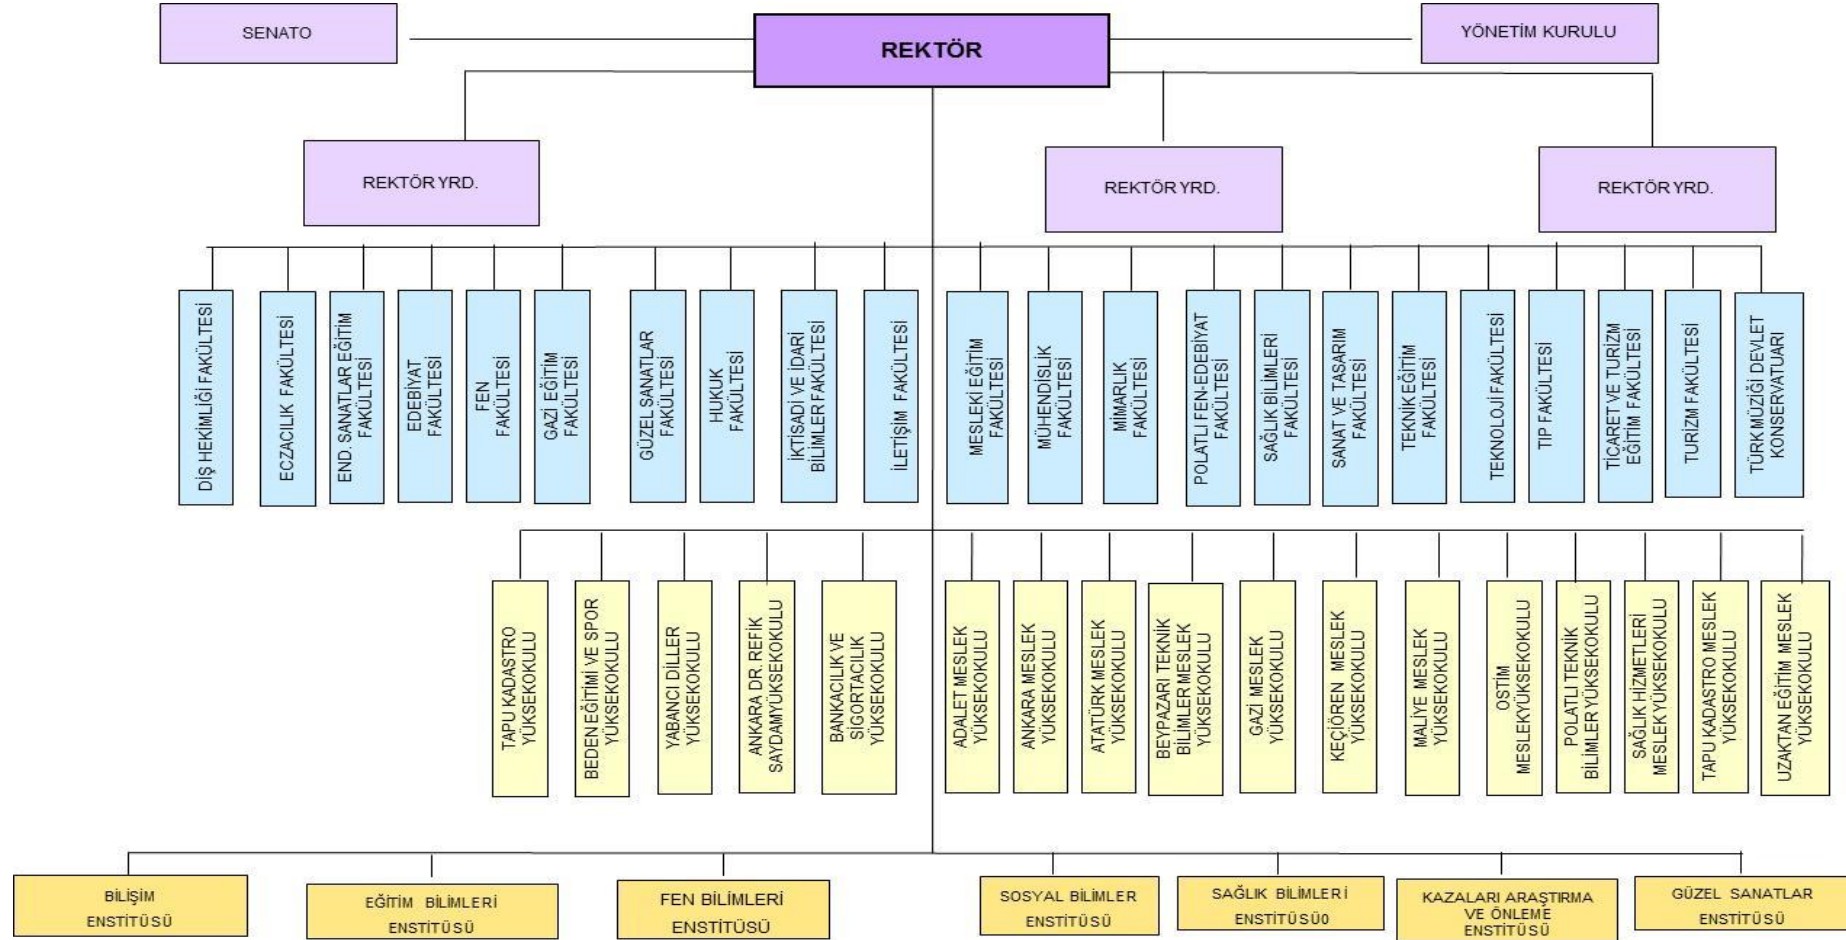 SENATO
REKTÖR
YÖNETİM KURULU
REKTÖR YRD.
REKTÖR YRD.
REKTÖR YRD.
DİŞ HEKİMLİĞİ FAKÜLTESİ
ECZACILIK FAKÜLTESİ
END. SANATLAR EĞİTİM
FAKÜLTESİ
EDEBİYAT
FAKÜLTESİ
FEN
FAKÜLTESİ
GAZİ EĞİTİM
FAKÜLTESİ
GÜZEL SANATLAR
FAKÜLTESİ
HUKUK
FAKÜLTESİ
İKTİSADİ VE İDARİ
BİLİMLER FAKÜLTESİ
İLETİŞİM FAKÜLTESİ
MESLEKİ EĞİTİM
FAKÜLTESİ
MÜHENDİSLİK
FAKÜLTESİ
MİMARLIK
FAKÜLTESİ
POLATLI FEN-EDEBİYAT
FAKÜLTESİ
SAĞLIK BİLİMLERİ
FAKÜLTESİ
SANAT VE TASARIM
FAKÜLTESİ
TEKNİK EĞİTİM
FAKÜLTESİ
TEKNOLOJİ FAKÜLTESİ
TIP FAKÜLTESİ
TİCARET VE TURİZM
EĞİTİM FAKÜLTESİ
TURİZM FAKÜLTESİ
TÜRK MÜZİĞİ DEVLET
KONSERVATUARI
TAPU KADASTRO
YÜKSEKOKULU
BEDEN EĞİTİMİ VE SPOR
YÜKSEKOKULU
YABANCI DİLLER
YÜKSEKOKULU
ANKARA DR. REFİK
SAYDAMYÜKSEKOKULU
BANKACILIK VE
SİGORTACILIK
YÜKSEKOKULU
ADALET MESLEK
YÜKSEKOKULU
ANKARA MESLEK
YÜKSEKOKULU
ATATÜRK MESLEK
YÜKSEKOKULU
BEYPAZARI TEKNİK
BİLİMLER MESLEK
YÜKSEKOKULU
GAZİ MESLEK
YÜKSEKOKULU
KEÇİÖREN MESLEK
YÜKSEKOKULU
MALİYE MESLEK
YÜKSEKOKULU
OSTİM
MESLEKYÜKSEKOKULU
POLATLI TEKNİK
BİLİMLER YÜKSEKOKULU
SAĞLIK HİZMETLERİ
MESLEK YÜKSEKOKULU
TAPU KADASTRO MESLEK
YÜKSEKOKULU
UZAKTAN EĞİTİM MESLEK
YÜKSEKOKULU
BİLİŞİM
ENSTİTÜSÜ
EĞİTİM BİLİMLERİ
ENSTİTÜSÜ
FEN BİLİMLERİ
ENSTİTÜSÜ
SOSYAL BİLİMLER
ENSTİTÜSÜ
SAĞLIK BİLİMLERİ
ENSTİTÜSÜ0
KAZALARI ARAŞTIRMA
VE ÖNLEME
ENSTİTÜSÜ
GÜZEL SANATLAR
ENSTİTÜSÜ